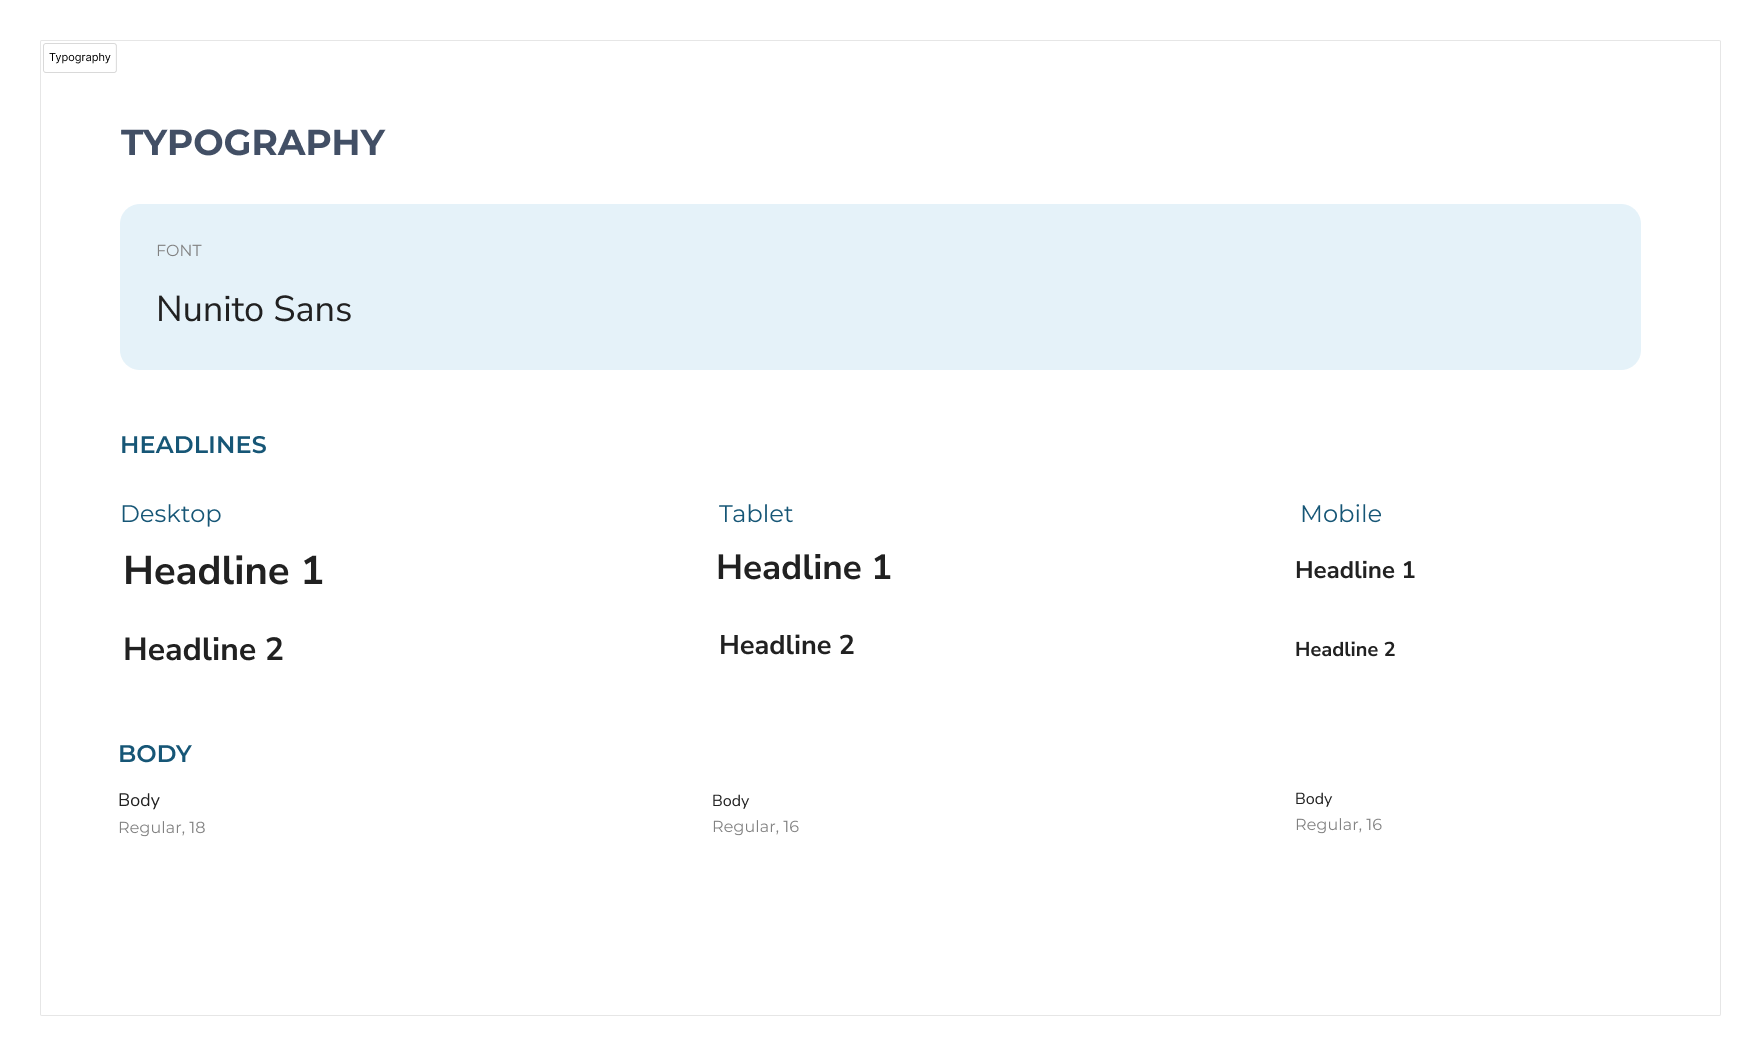 Typography
TYPOGRAPHY
FONT
Nunito Sans
HEADLINES
Desktop
Tablet
Mobile
Headline 1
Headline 1
Headline 1
Headline 2
Headline 2
Headline 2
BODY
Body
Body
Body
Regular, 18
Regular, 16
Regular, 16